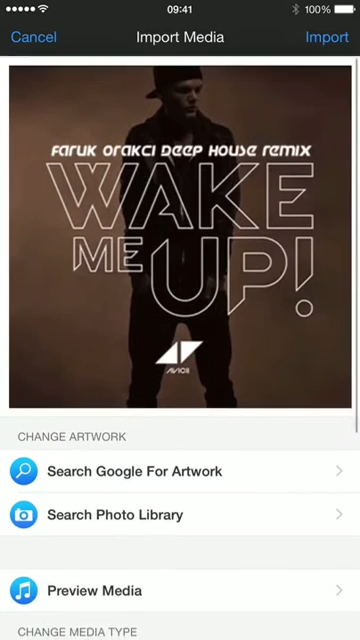 09:41
100%
Cancel
Import Media
Import
FARUK ORAKCI DEEP HOUSE REMIX
WAKE
ME
UP!
AVICII
CHANGE ARTWORK
Search Google For Artwork
Search Photo Library
Preview Media
CHANGE MEDIA TYPE